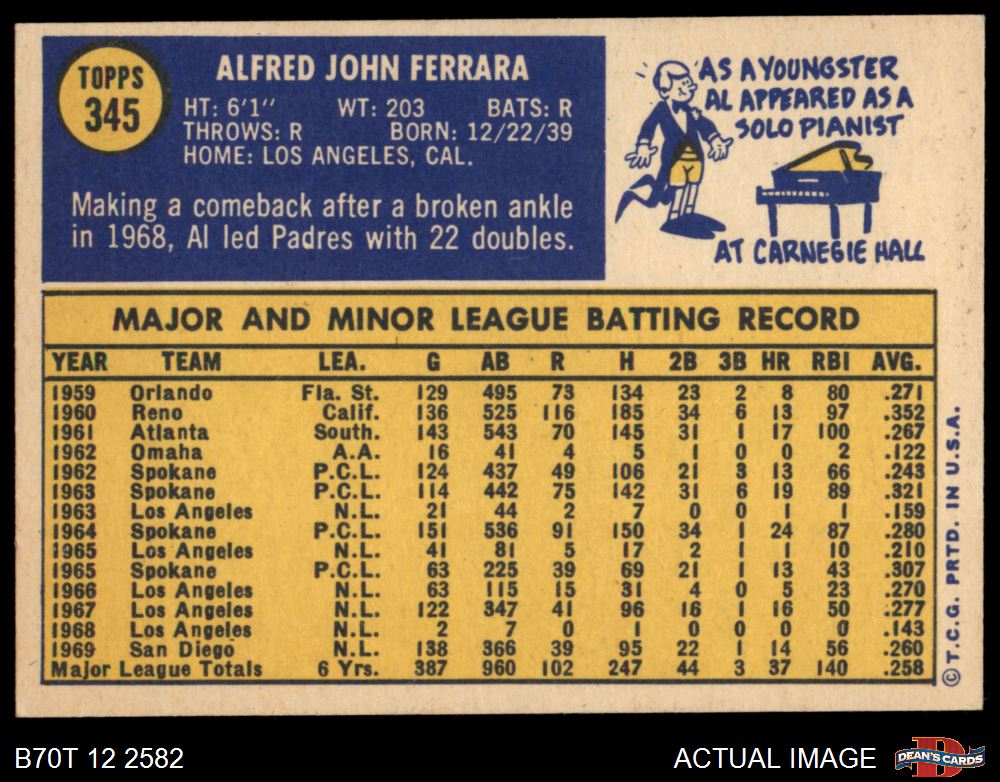 TOPPS
345
ALFRED JOHN FERRARA
HT: 6'1" WT: 203 BATS: R
THROWS: R BORN: 12/22/39
HOME: LOS ANGELES, CAL.
Making a comeback after a broken ankle
in 1968, Al led Padres with 22 doubles.
AS A YOUNGSTER
AL APPEARED AS A
SOLO PIANIST
AT CARNEGIE HALL
MAJOR AND MINOR LEAGUE BATTING RECORD
YEAR TEAM LEA. G AB R H 2B 3B HR RBI AVG.
1959 Orlando Fla. St. 129 495 73 134 23 2 8 80 .271
1960 Reno Calif. 136 525 116 185 34 6 13 97 .352
1961 Atlanta South. 143 543 70 145 31 1 17 100 .267
1962 Omaha A.A. 16 41 4 5 1 0 0 2 .122
1962 Spokane P.C.L. 124 437 49 106 21 3 13 66 .243
1963 Spokane P.C.L. 114 442 75 142 31 6 19 89 .321
1963 Los Angeles N.L. 21 44 2 7 0 0 1 1 .159
1964 Spokane P.C.L. 151 536 91 150 34 1 24 87 .280
1965 Los Angeles N.L. 41 81 5 17 2 1 1 10 .210
1965 Spokane P.C.L. 63 225 39 69 21 1 13 43 .307
1966 Los Angeles N.L. 63 115 15 31 4 0 5 23 .270
1967 Los Angeles N.L. 122 347 41 96 16 1 16 50 .277
1968 Los Angeles N.L. 2 7 0 1 0 0 0 0 .143
1969 San Diego N.L. 138 366 39 95 22 1 14 56 .260
Major League Totals 6 Yrs. 387 960 102 247 44 3 37 140 .258
© T.C.G. PRTD. IN U.S.A.
B70T 12 2582
ACTUAL IMAGE
D
DEAN'S CARDS